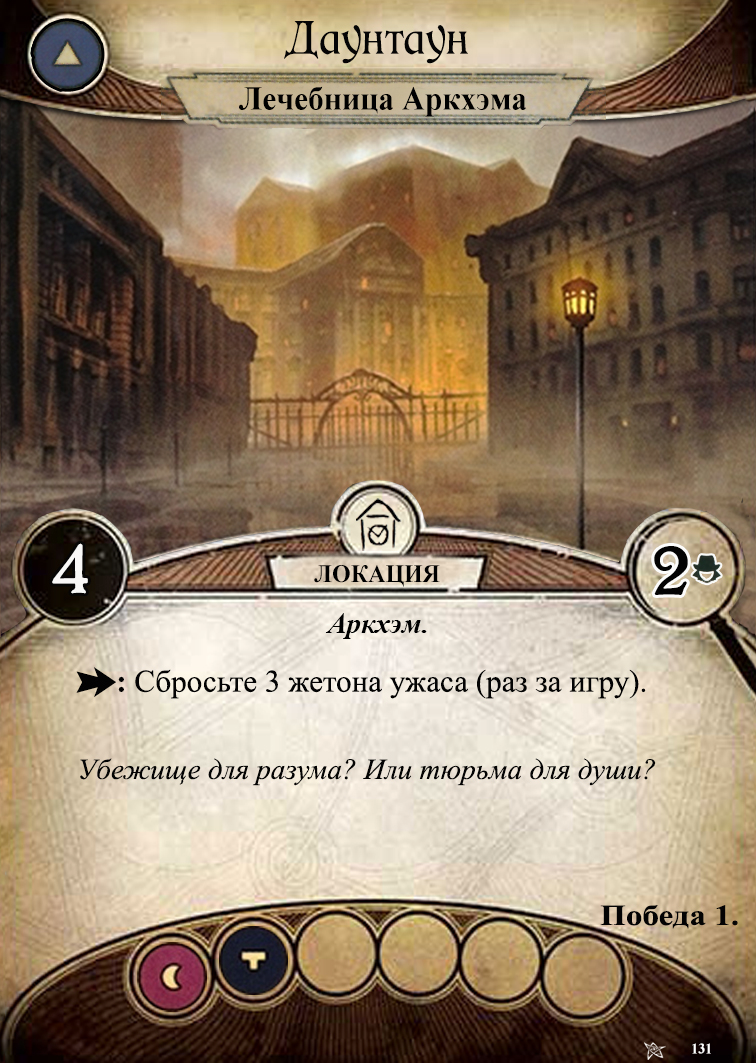 Даунтаун
Лечебница Аркхэма
4
ЛОКАЦИЯ
2
Аркхэм.
: Сбросьте 3 жетона ужаса (раз за игру).
Убежище для разума? Или тюрьма для души?
Победа 1.
131